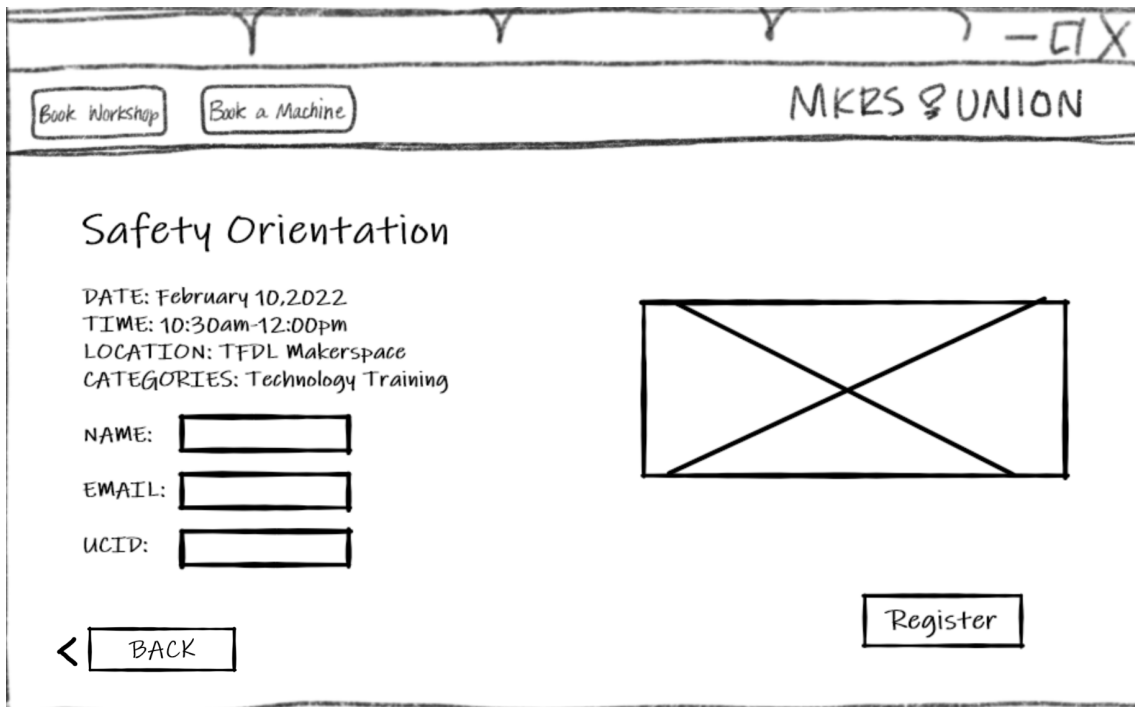 Book Workshop
Book a Machine
MKRS UNION
Safety Orientation
DATE: February 10,2022
TIME: 10:30am-12:00pm
LOCATION: TFDL Makerspace
CATEGORIES: Technology Training
NAME:
EMAIL:
UCID:
Register
< BACK